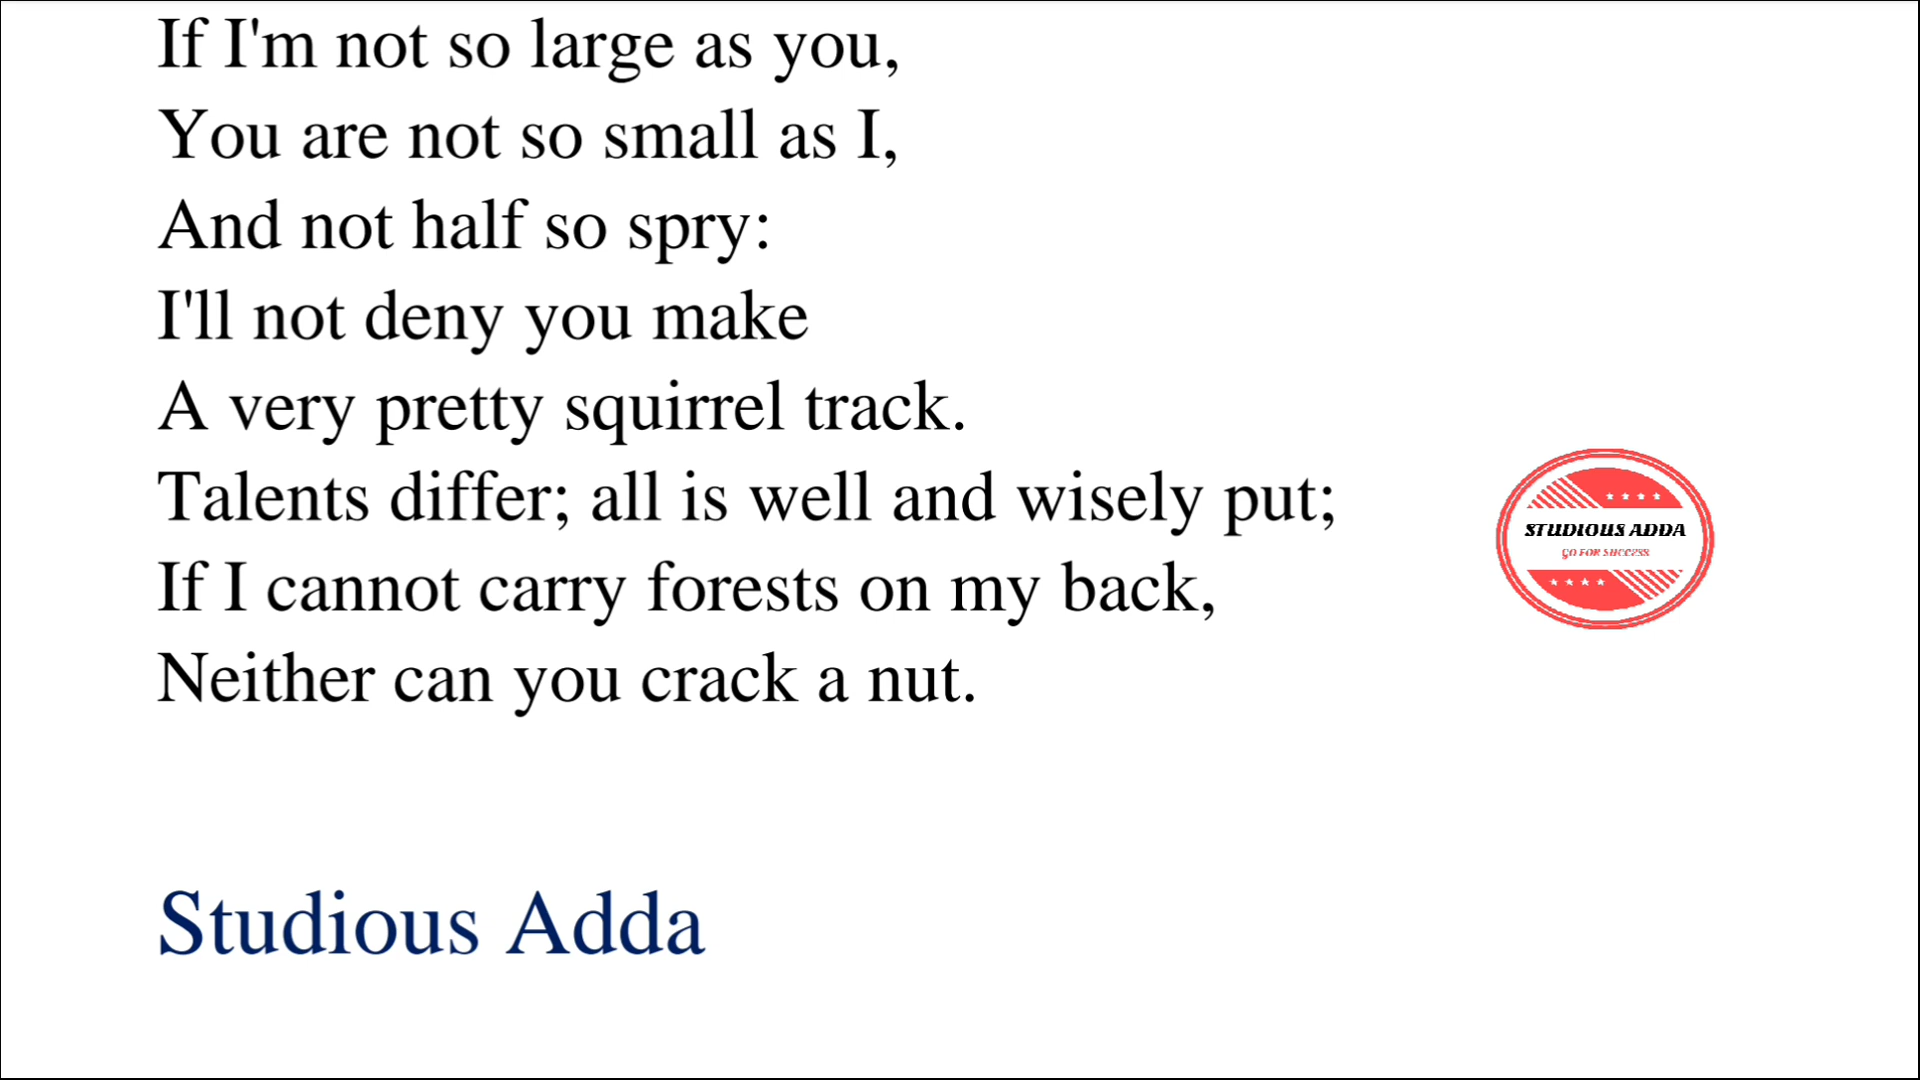 If I'm not so large as you,
You are not so small as I,
And not half so spry:
I'll not deny you make
A very pretty squirrel track.
Talents differ; all is well and wisely put;
If I cannot carry forests on my back,
Neither can you crack a nut.
STUDIOUS ADDA
GO FOR SUCCESS
Studious Adda